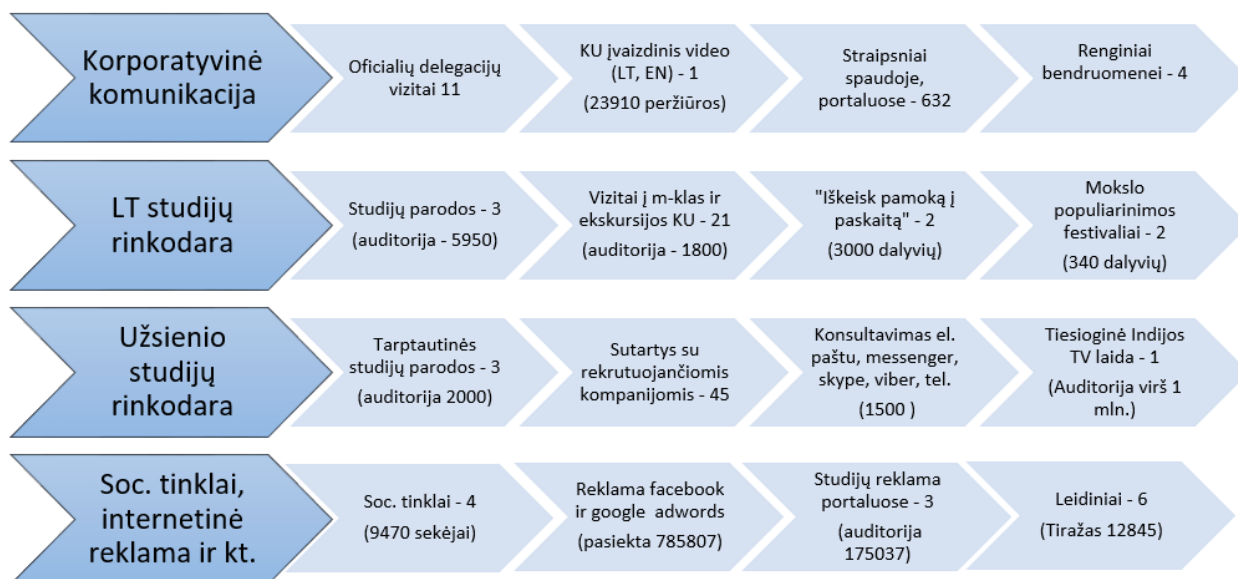 Korporatyvinė
komunikacija
Oficialių delegacijų
vizitai 11
KU įvaizdinis video
(LT, EN) - 1
(23910 peržiūros)
Straipsniai
spaudoje,
portaluose - 632
Renginiai
bendruomenei - 4
LT studijų
rinkodara
Studijų parodos - 3
(auditorija - 5950)
Vizitai į m-klas ir
ekskursijos KU - 21
(auditorija - 1800)
"Iškeisk pamoką į
paskaitą" - 2
(3000 dalyvių)
Mokslo
populiarinimos
festivaliai - 2
(340 dalyvių)
Užsienio
studijų
rinkodara
Tarptautinės
studijų parodos - 3
(auditorija 2000)
Sutartys su
rekrutuojančiomis
kompanijomis - 45
Konsultavimas el.
paštu, messenger,
skype, viber, tel.
(1500 )
Tiesioginė Indijos
TV laida - 1
(Auditorija virš 1
mln.)
Soc. tinklai,
internetinė
reklama ir kt.
Soc. tinklai - 4
(9470 sekėjai)
Reklama facebook
ir google adwords
(pasiekta 785807)
Studijų reklama
portaluose - 3
(auditorija
175037)
Leidiniai - 6
(Tiražas 12845)